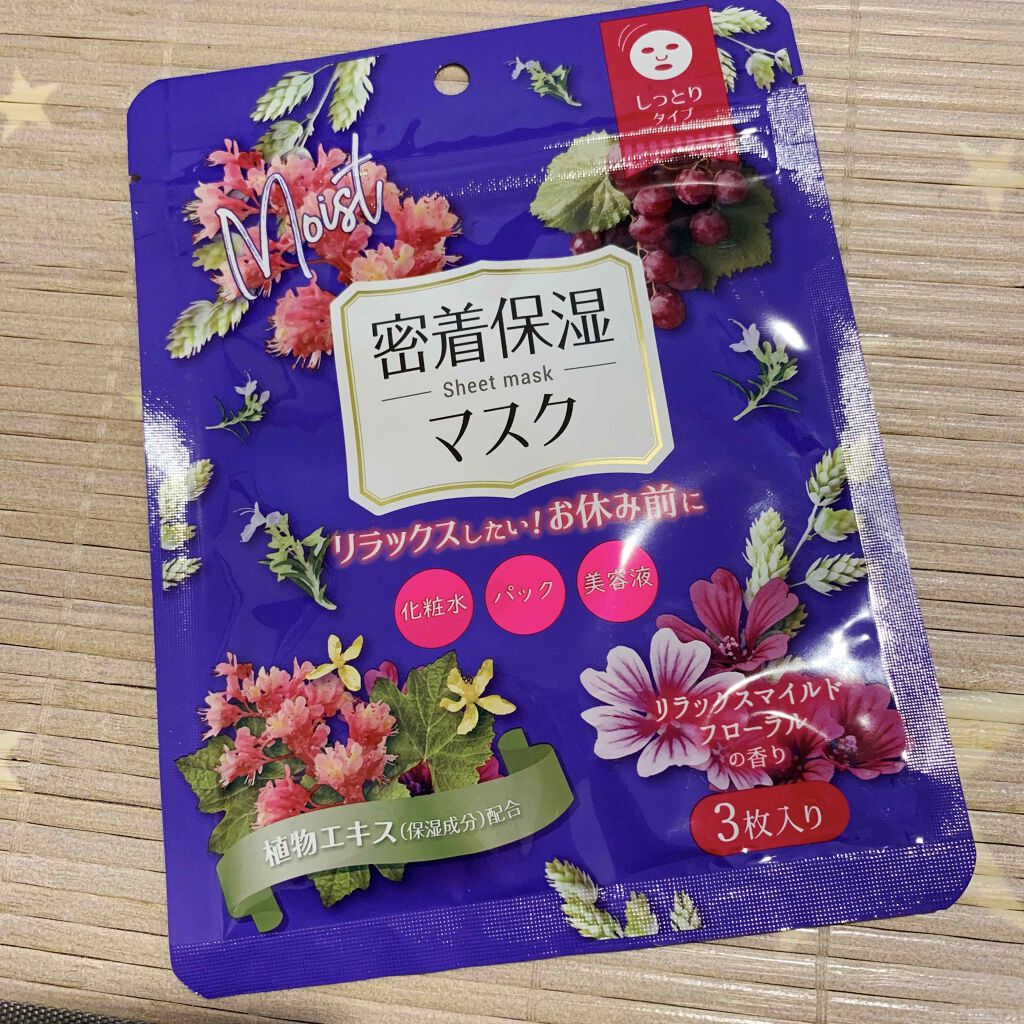 しっとり
タイプ
Moist
密着保湿
Sheet mask
マスク
リラックスしたい！お休み前に
化粧水
パック
美容液
リラックスマイルド
フローラル
の香り
植物エキス（保湿成分）配合
3枚入り